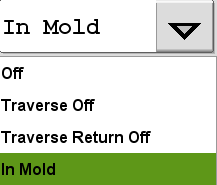 In Mold
Off
Traverse Off
Traverse Return Off
In Mold